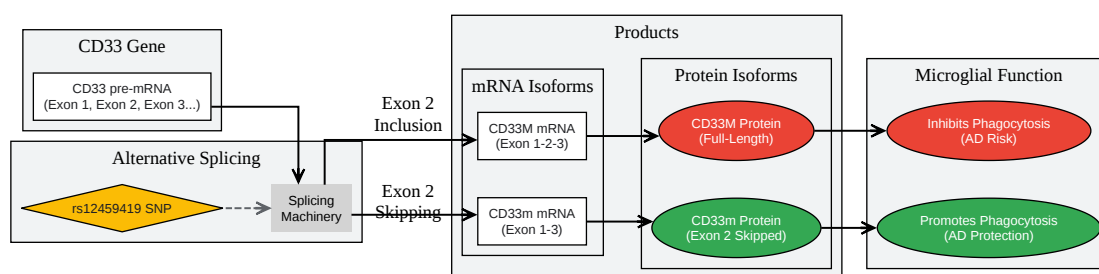 CD33 Gene
CD33 pre-mRNA
(Exon 1, Exon 2, Exon 3...)
Alternative Splicing
rs12459419 SNP
Splicing
Machinery
Exon 2
Inclusion
Exon 2
Skipping
Products
mRNA Isoforms
CD33M mRNA
(Exon 1-2-3)
CD33m mRNA
(Exon 1-3)
Protein Isoforms
CD33M Protein
(Full-Length)
CD33m Protein
(Exon 2 Skipped)
Microglial Function
Inhibits Phagocytosis
(AD Risk)
Promotes Phagocytosis
(AD Protection)